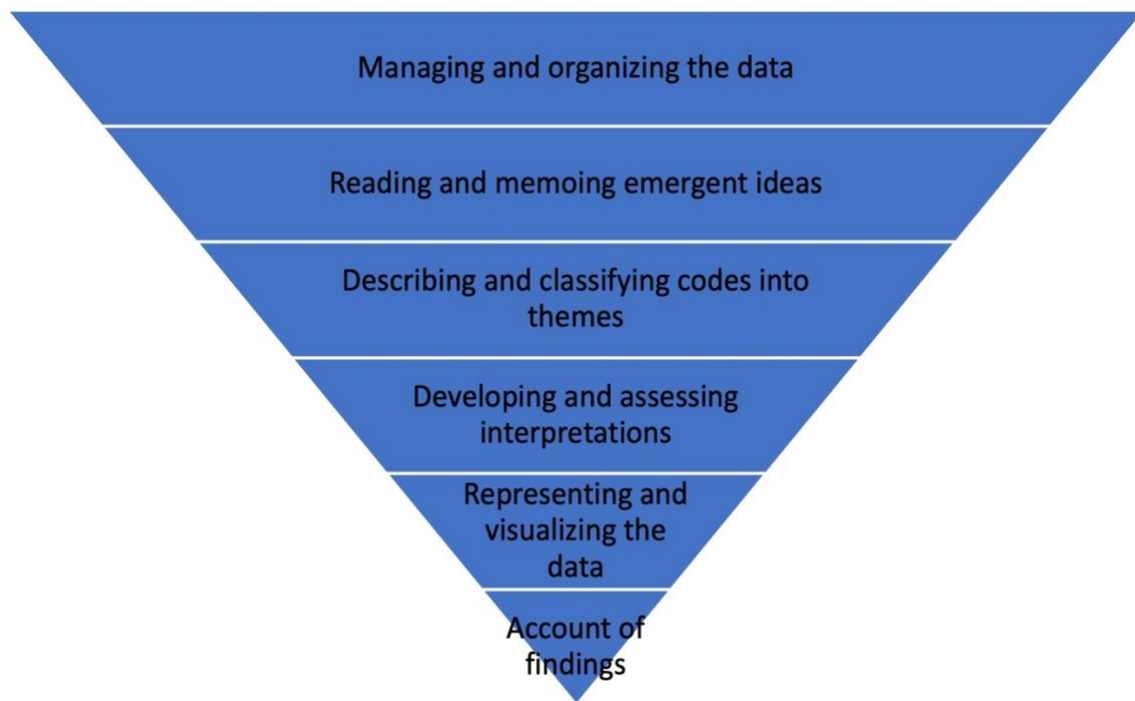 Managing and organizing the data
Reading and memoing emergent ideas
Describing and classifying codes into
themes
Developing and assessing
interpretations
Representing and
visualizing the
data
Account of
findings